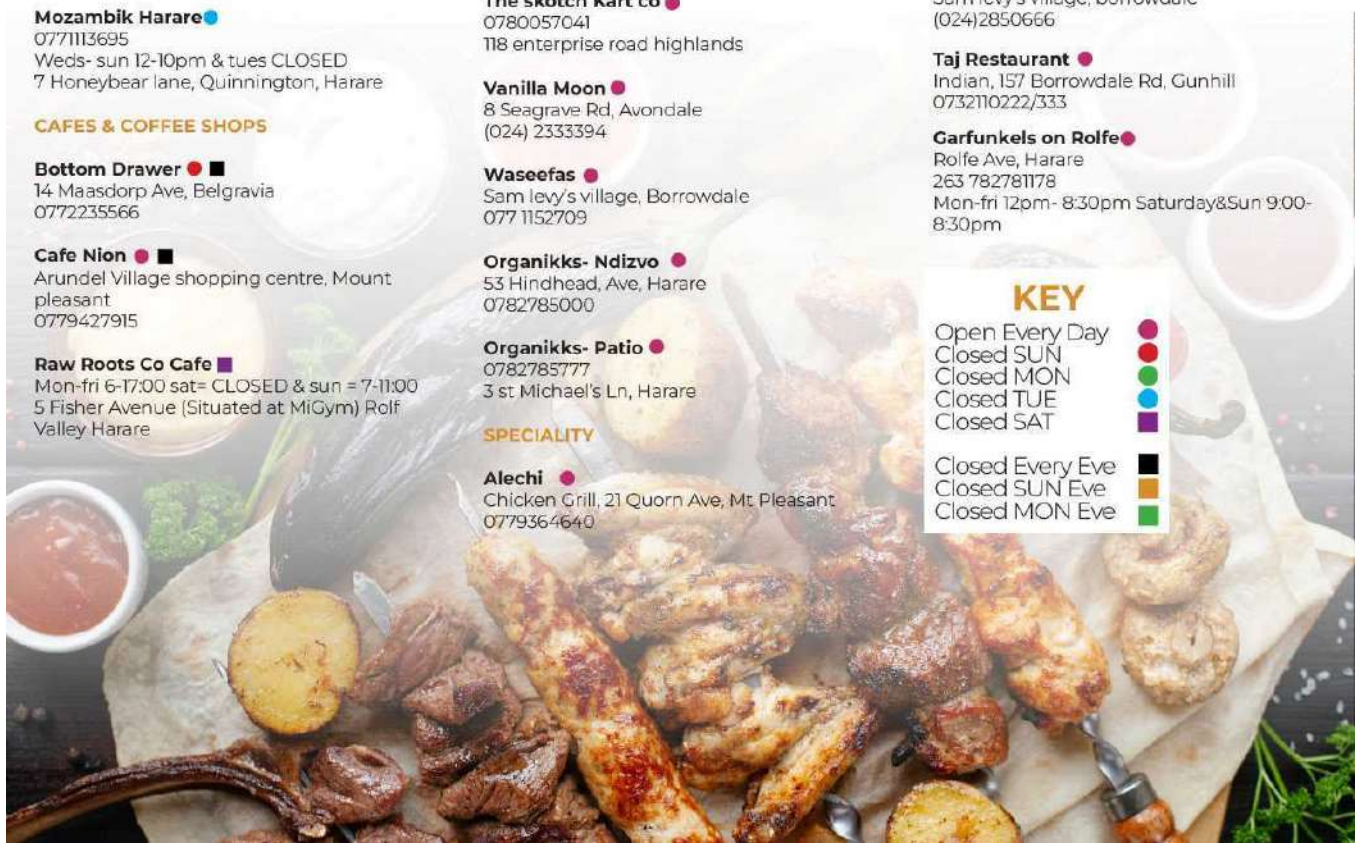 Mozambik Harare
0771113695
Weds- sun 12-10pm & tues CLOSED
7 Honeybear lane, Quinnington, Harare
CAFES & COFFEE SHOPS
Bottom Drawer
14 Maasdorp Ave, Belgravia
0772235566
Cafe Nion
Arundel Village shopping centre, Mount
pleasant
0779427915
Raw Roots Co Cafe
Mon-fri 6-17:00 sat= CLOSED & sun = 7-11:00
5 Fisher Avenue (Situated at MiGym) Rolf
Valley Harare
The skotch Kart co
0780057041
118 enterprise road highlands
Vanilla Moon
8 Seagrave Rd, Avondale
(024) 2333394
Waseefas
Sam levy's village, Borrowdale
077 1152709
Organikks- Ndizvo
53 Hindhead, Ave, Harare
0782785000
Organikks- Patio
0782785777
3 st Michael's Ln, Harare
SPECIALITY
Alechi
Chicken Grill, 21 Quorn Ave, Mt Pleasant
0779364640
Sam levy's village, borrowdale
(024)2850666
Taj Restaurant
Indian, 157 Borrowdale Rd, Gunhill
0732110222/333
Garfunkels on Rolfe
Rolfe Ave, Harare
263 782781178
Mon-fri 12pm- 8:30pm Saturday&Sun 9:00-
8:30pm
KEY
Open Every Day
Closed SUN
Closed MON
Closed TUE
Closed SAT
Closed Every Eve
Closed SUN Eve
Closed MON Eve